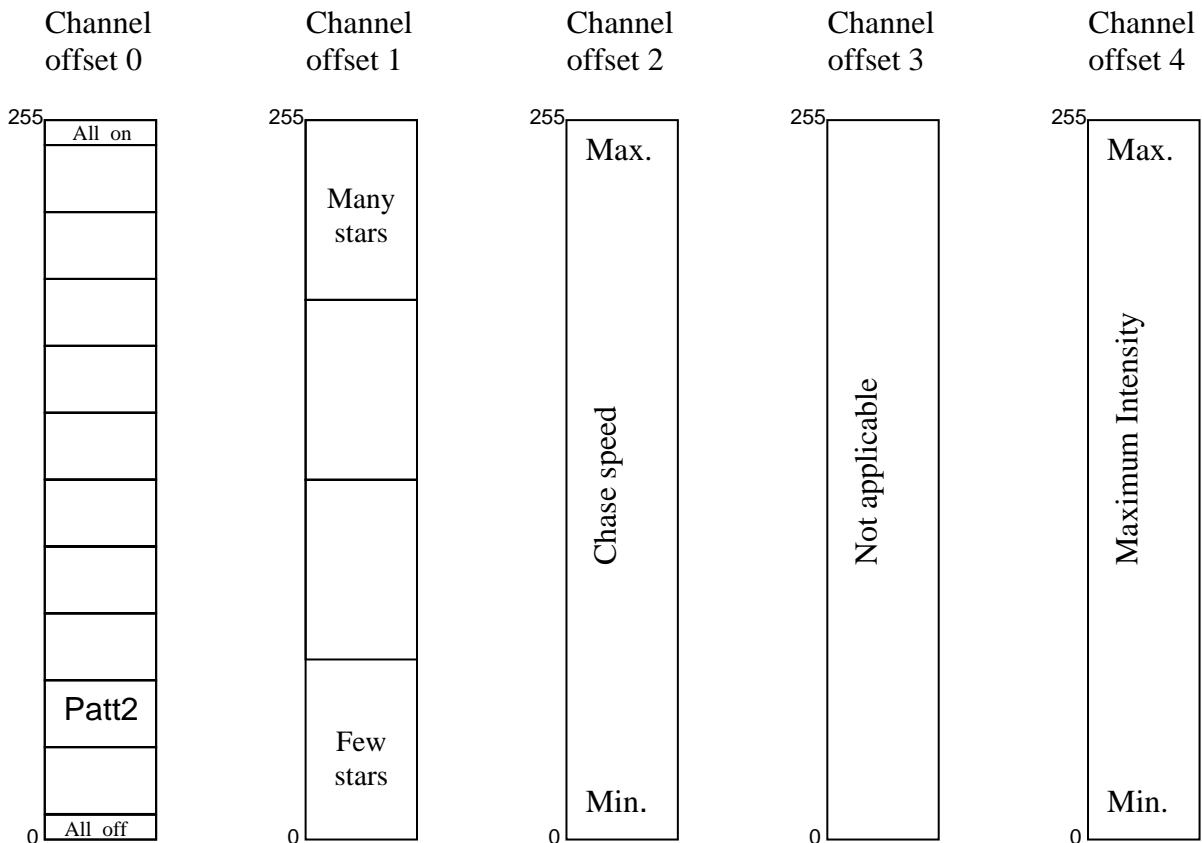 Channel
offset 0
Channel
offset 1
Channel
offset 2
Channel
offset 3
Channel
offset 4
255
All on
Patt2
All off
0
255
Many
stars
Few
stars
0
255
Max.
Chase speed
Min.
0
255
Not applicable
0
255
Max.
Maximum Intensity
Min.
0